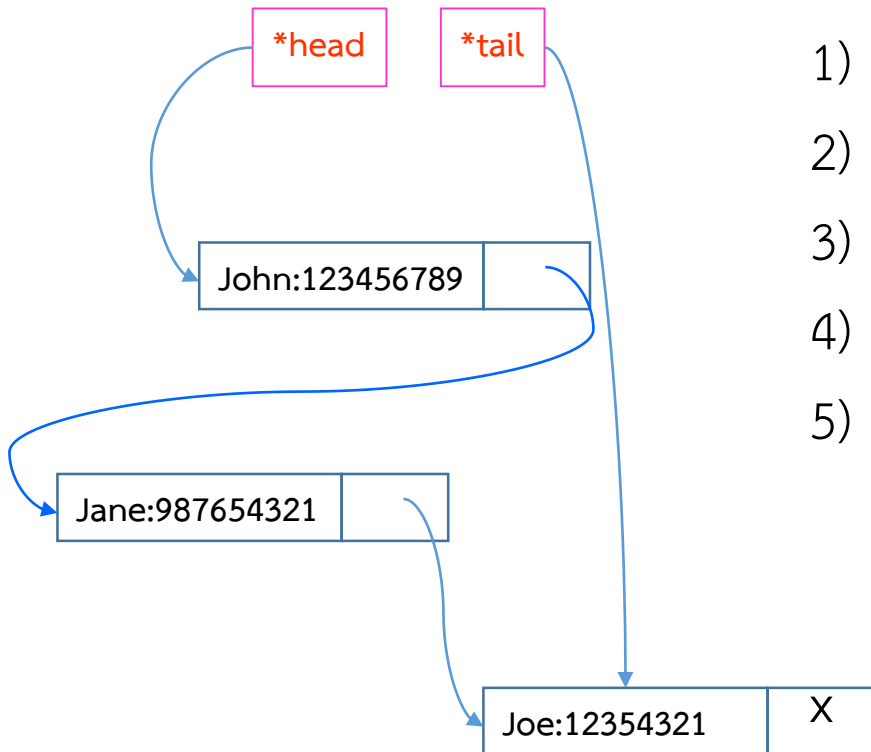 *head
*tail
1)
2)
John:123456789
3)
4)
5)
Jane:987654321
Joe:12354321
X